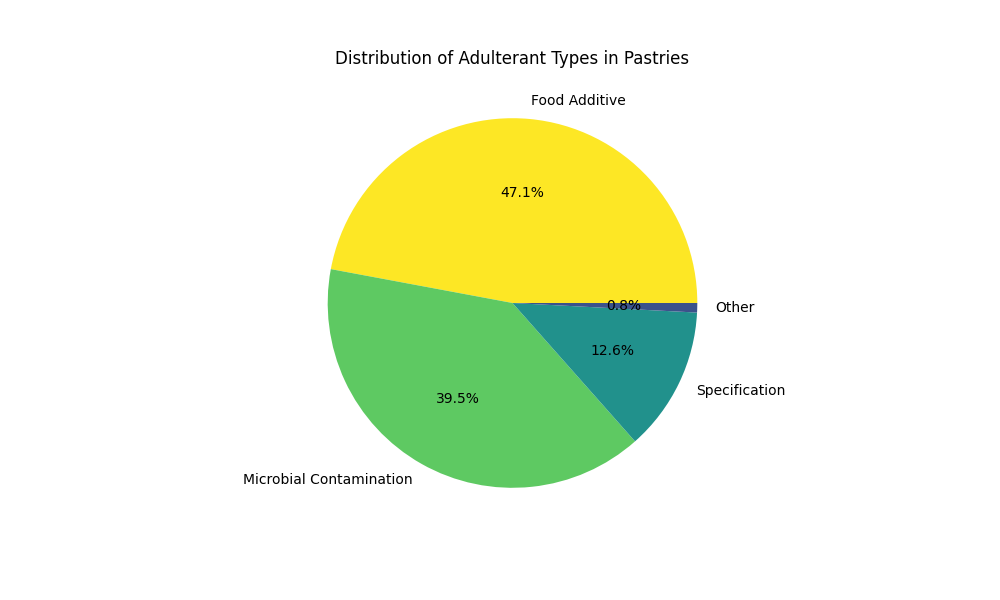 Distribution of Adulterant Types in Pastries
Food Additive
47.1%
0.8%
Other
12.6%
Specification
39.5%
Microbial Contamination